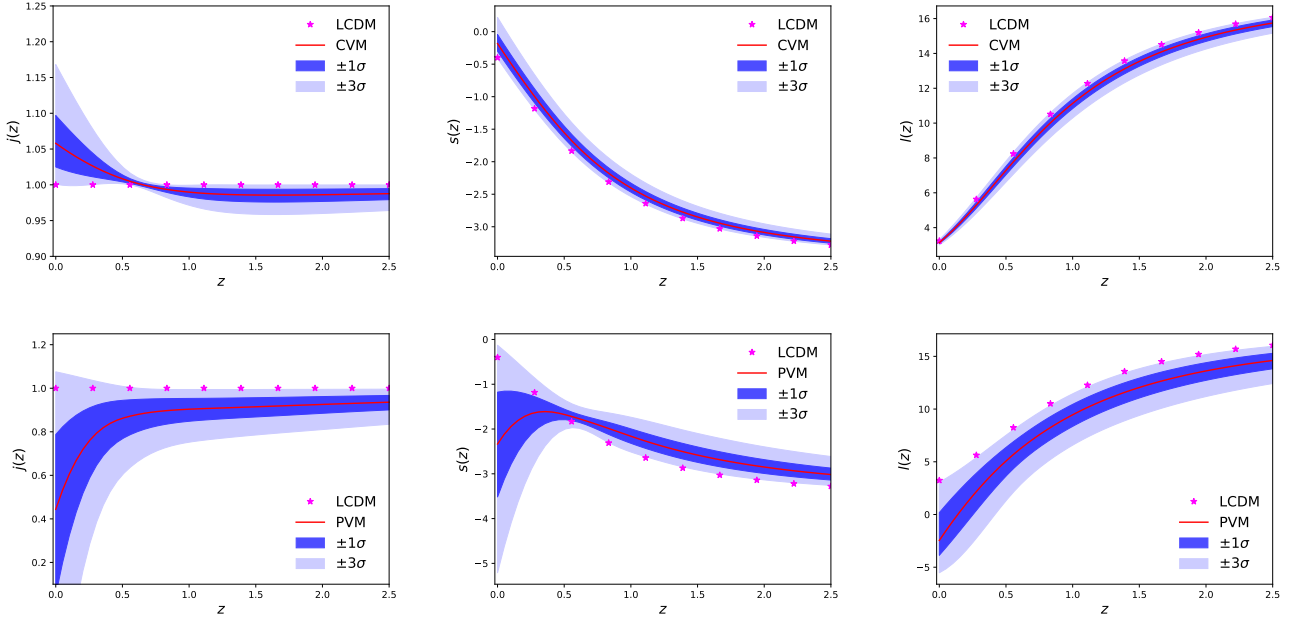 1.25
1.20
1.15
1.10
1.05
1.00
0.95
0.90
j(z)
0.0 0.5 1.0 1.5 2.0 2.5
z
LCDM
CVM
±1σ
±3σ
0.0
−0.5
−1.0
−1.5
−2.0
−2.5
−3.0
s(z)
0.0 0.5 1.0 1.5 2.0 2.5
z
LCDM
CVM
±1σ
±3σ
16
14
12
10
8
6
4
l(z)
0.0 0.5 1.0 1.5 2.0 2.5
z
LCDM
CVM
±1σ
±3σ
1.2
1.0
0.8
0.6
0.4
0.2
j(z)
0.0 0.5 1.0 1.5 2.0 2.5
z
LCDM
PVM
±1σ
±3σ
0
−1
−2
−3
−4
−5
s(z)
0.0 0.5 1.0 1.5 2.0 2.5
z
LCDM
PVM
±1σ
±3σ
15
10
5
0
−5
l(z)
0.0 0.5 1.0 1.5 2.0 2.5
z
LCDM
PVM
±1σ
±3σ